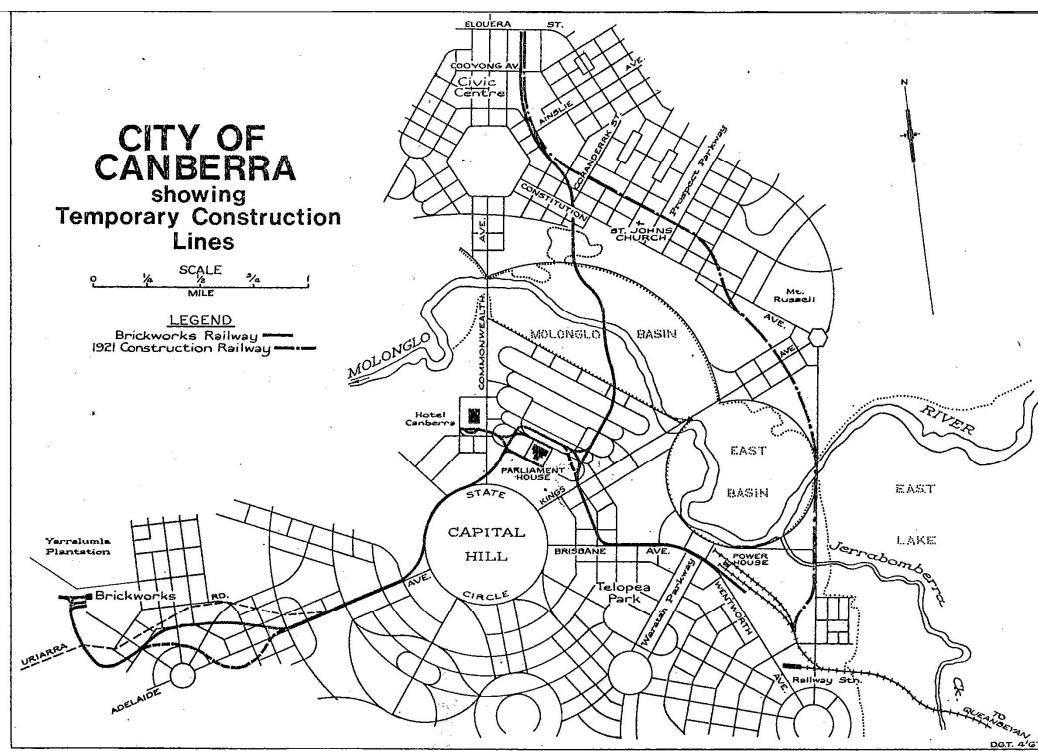 CITY OF
CANBERRA
showing
Temporary Construction
Lines
SCALE
0 1/4 1/2 3/4 1
MILE
LEGEND
Brickworks Railway
1921 Construction Railway
ELOUERA ST.
COOYONG AV.
Civic
Centre
AINSLIE
AVE.
CORANDERRK ST.
Prospect Parkway
CONSTITUTION
AVE.
ST. JOHNS
CHURCH
Mt.
Russell
AVE.
AVE.
N
COMMONWEALTH
AVE.
MOLONGLO
MOLONGLO BASIN
RIVER
Hotel
Canberra
PARLIAMENT
HOUSE
KINGS
STATE
CAPITAL
HILL
CIRCLE
EAST
BASIN
EAST
LAKE
Jerrabomberra
Ck.
BRISBANE AVE.
POWER
HOUSE
Telopea
Park
WENTWORTH
AVE.
Railway Stn.
TO
QUEANBEYAN
Yarralumla
Plantation
Brickworks
RD.
URIARRA
ADELAIDE
AVE.